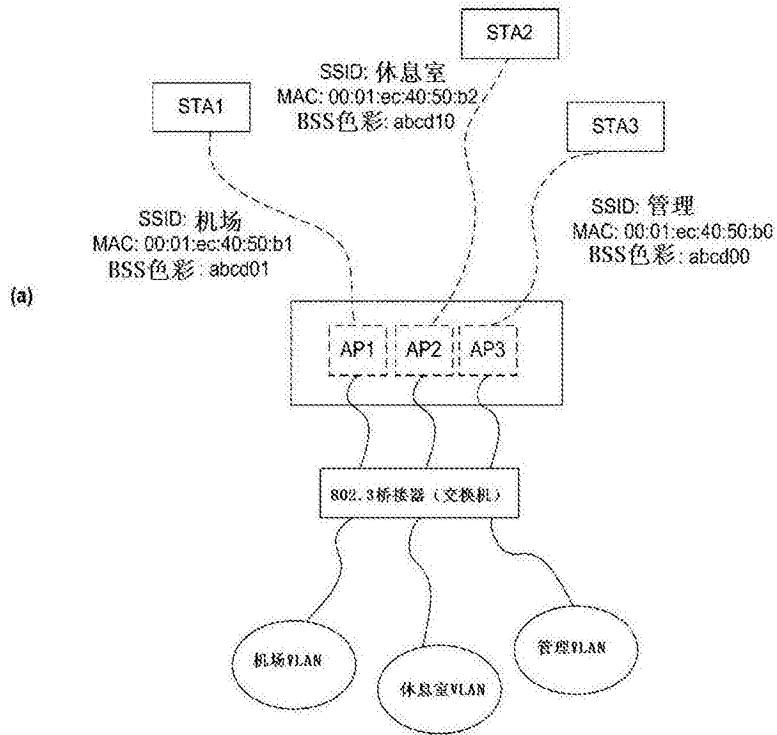 STA2
SSID: 休息室
MAC: 00:01:ec:40:50:b2
BSS色彩: abcd10
STA1
STA3
SSID: 机场
MAC: 00:01:ec:40:50:b1
BSS色彩: abcd01
SSID: 管理
MAC: 00:01:ec:40:50:b0
BSS色彩: abcd00
(a)
AP1
AP2
AP3
802.3桥接器(交换机)
机场VLAN
休息室VLAN
管理VLAN